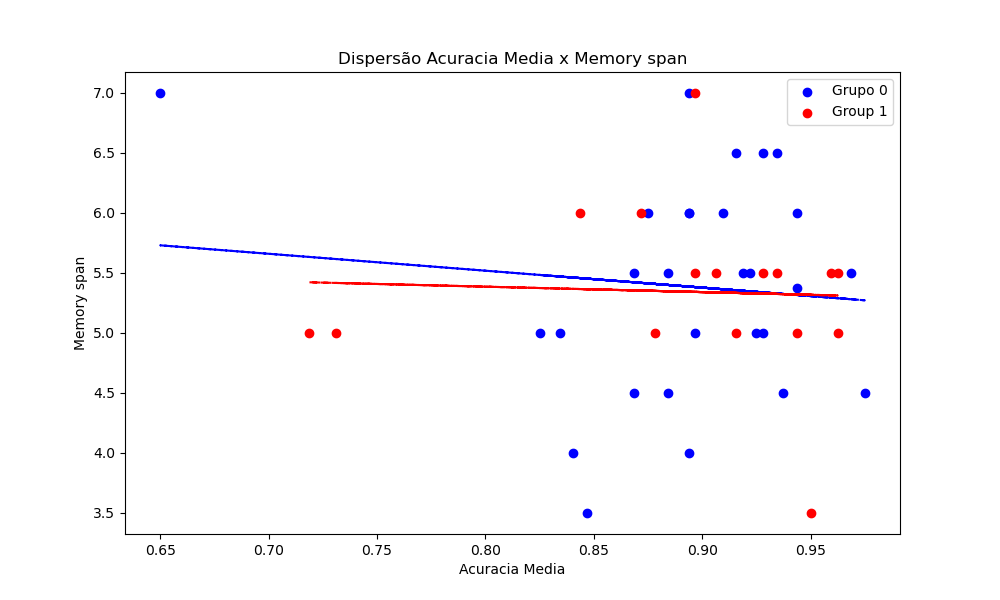 Dispersão Acuracia Media x Memory span
Grupo 0
Group 1
7.0
6.5
6.0
5.5
5.0
4.5
4.0
3.5
Memory span
0.65 0.70 0.75 0.80 0.85 0.90 0.95
Acuracia Media